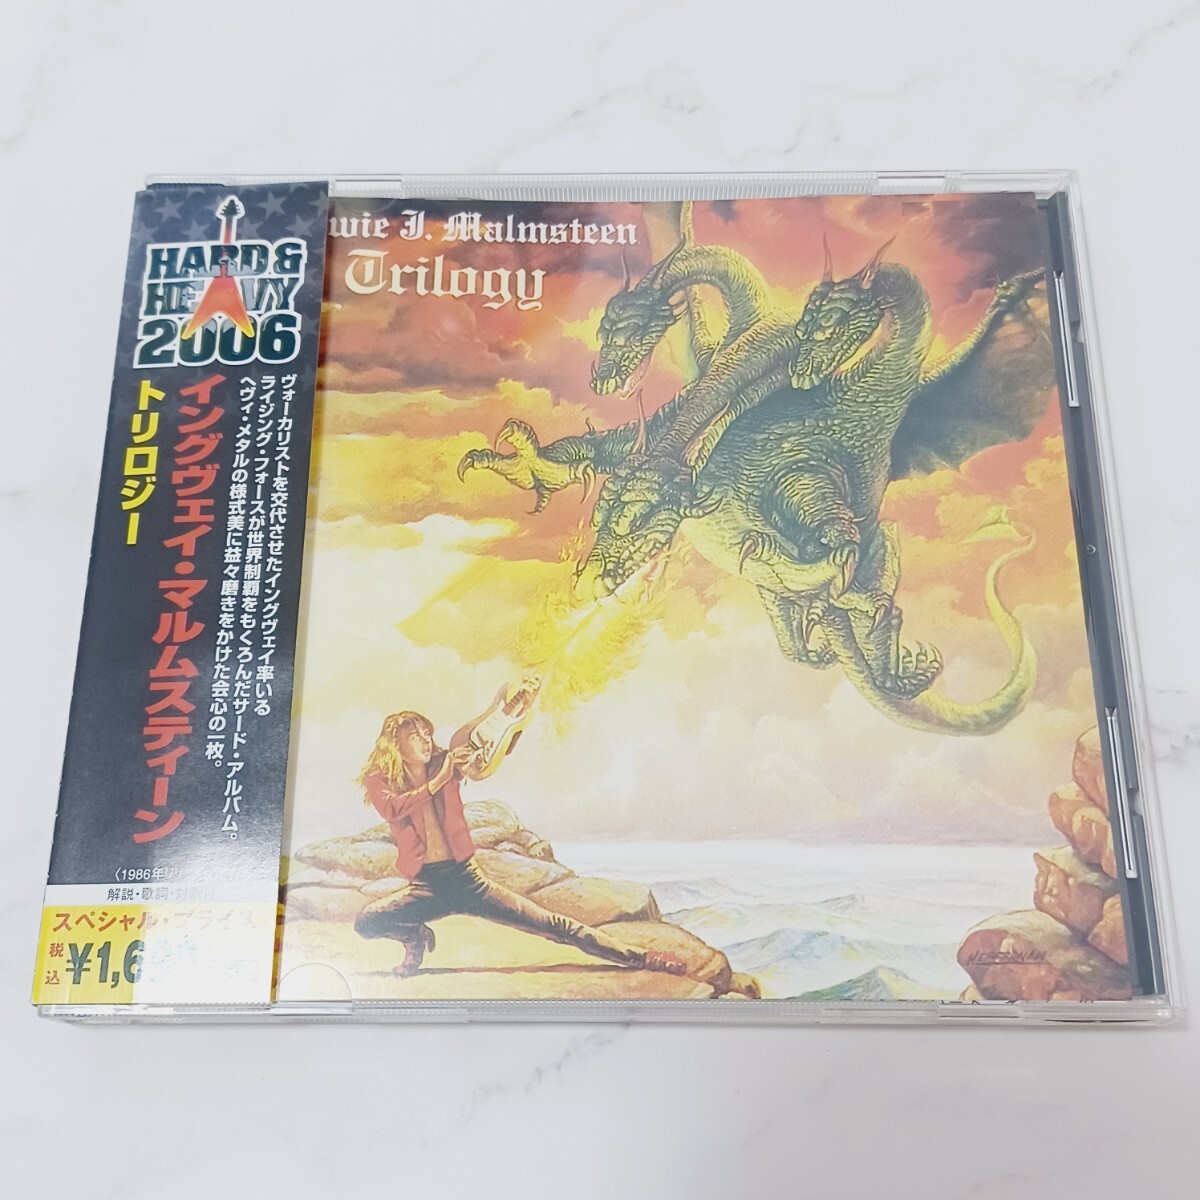 HARD &
HEAVY
2006
イングヴェイ・マルムスティーン
トリロジー
ヴォーカリストを交代させたイングヴェイ率いる
ライジング・フォースが世界制覇をもくろんだサード・アルバム。
ヘヴィ・メタルの様式美に益々磨きをかけた会心の一枚。
〈1986年
解説・歌詞・
スペシャル・プライス
税込
¥1,6
wie J. Malmsteen
Trilogy